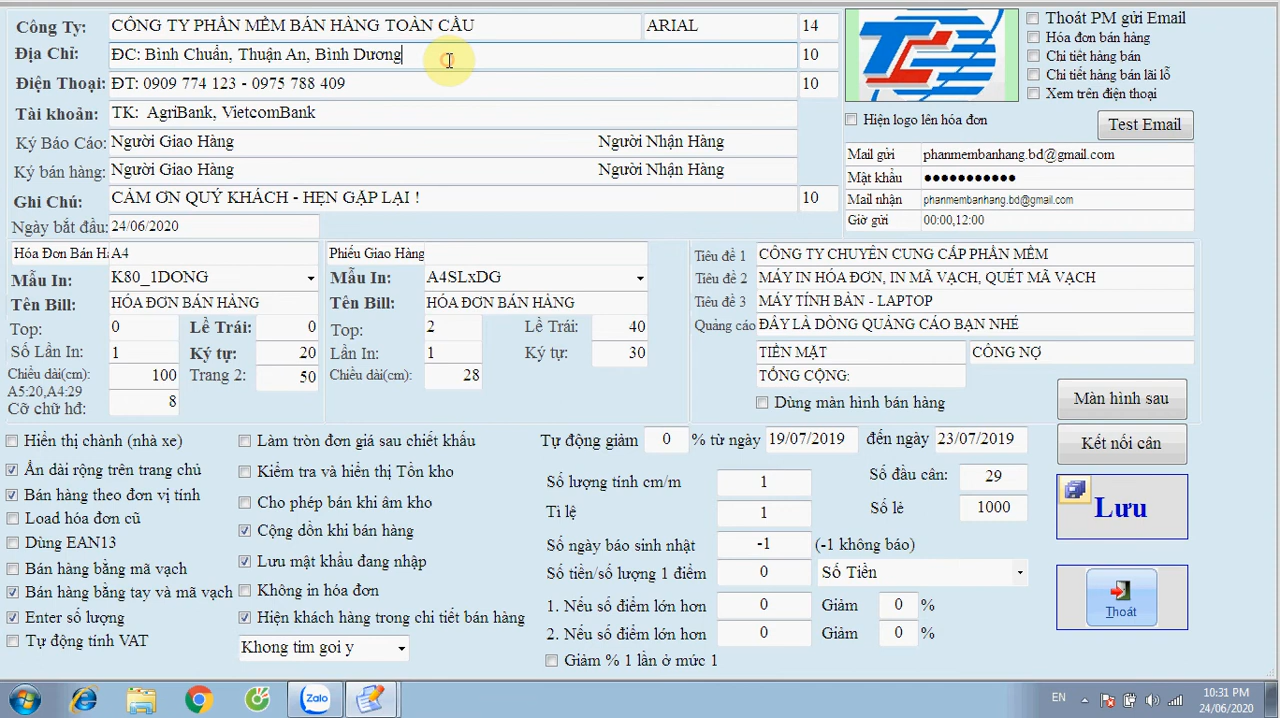 Công Ty: CÔNG TY PHẦN MỀM BÁN HÀNG TOÀN CẦU ARIAL 14
Địa Chỉ: ĐC: Bình Chuẩn, Thuận An, Bình Dương 10
Điện Thoại: ĐT: 0909 774 123 - 0975 788 409 10
Tài khoản: TK: AgriBank, VietcomBank
Ký Báo Cáo: Người Giao Hàng Người Nhận Hàng
Ký bán hàng: Người Giao Hàng Người Nhận Hàng
Ghi Chú: CẢM ƠN QUÝ KHÁCH - HẸN GẶP LẠI ! 10
Ngày bắt đầu: 24/06/2020
TCE
Hiện logo lên hóa đơn
Thoát PM gửi Email
Hóa đơn bán hàng
Chi tiết hàng bán
Chi tiết hàng bán lãi lỗ
Xem trên điện thoại
Test Email
Mail gửi phanmembanhang.bd@gmail.com
Mật khẩu ●●●●●●●●●●●
Mail nhận phanmembanhang.bd@gmail.com
Giờ gửi 00:00,12:00
Hóa Đơn Bán H A4
Mẫu In: K80_1DONG
Tên Bill: HÓA ĐƠN BÁN HÀNG
Top: 0 Lề Trái: 0
Số Lần In: 1 Ký tự: 20
Chiều dài(cm): 100 Trang 2: 50
A5:20,A4:29
Cỡ chữ hđ: 8
Phiếu Giao Hàng
Mẫu In: A4SLxDG
Tên Bill: HÓA ĐƠN BÁN HÀNG
Top: 2 Lề Trái: 40
Lần In: 1 Ký tự: 30
Chiều dài(cm): 28
Tiêu đề 1 CÔNG TY CHUYÊN CUNG CẤP PHẦN MỀM
Tiêu đề 2 MÁY IN HÓA ĐƠN, IN MÃ VẠCH, QUÉT MÃ VẠCH
Tiêu đề 3 MÁY TÍNH BÀN - LAPTOP
Quảng cáo ĐÂY LÀ DÒNG QUẢNG CÁO BẠN NHÉ
TIỀN MẶT CÔNG NỢ
TỔNG CỘNG:
Dùng màn hình bán hàng
Màn hình sau
Kết nối cân
Hiển thị chành (nhà xe)
Ẩn dài rộng trên trang chủ
Bán hàng theo đơn vị tính
Load hóa đơn cũ
Dùng EAN13
Bán hàng bằng mã vạch
Bán hàng bằng tay và mã vạch
Enter số lượng
Tự động tính VAT
Làm tròn đơn giá sau chiết khấu
Kiểm tra và hiển thị Tồn kho
Cho phép bán khi âm kho
Cộng dồn khi bán hàng
Lưu mật khẩu đang nhập
Không in hóa đơn
Hiện khách hàng trong chi tiết bán hàng
Khong tim goi y
Tự động giảm 0 % từ ngày 19/07/2019 đến ngày 23/07/2019
Số lượng tính cm/m 1 Số đầu cân: 29
Tỉ lệ 1 Số lẻ 1000
Số ngày báo sinh nhật -1 (-1 không báo)
Số tiền/số lượng 1 điểm 0 Số Tiền
1. Nếu số điểm lớn hơn 0 Giảm 0 %
2. Nếu số điểm lớn hơn 0 Giảm 0 %
Giảm % 1 lần ở mức 1
Lưu
Thoát
Zalo
EN
10:31 PM
24/06/2020